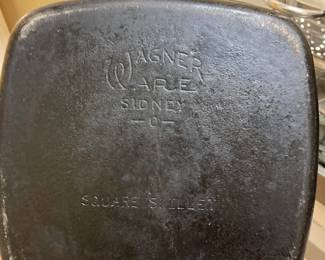 WAGNER
WARE
SIDNEY
—O—
SQUARE SKILLET